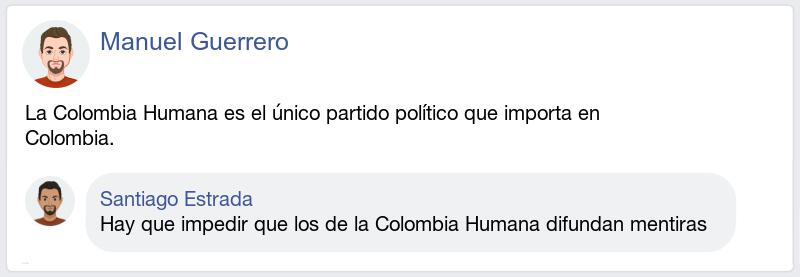 Manuel Guerrero
La Colombia Humana es el único partido político que importa en
Colombia.
Santiago Estrada
Hay que impedir que los de la Colombia Humana difundan mentiras